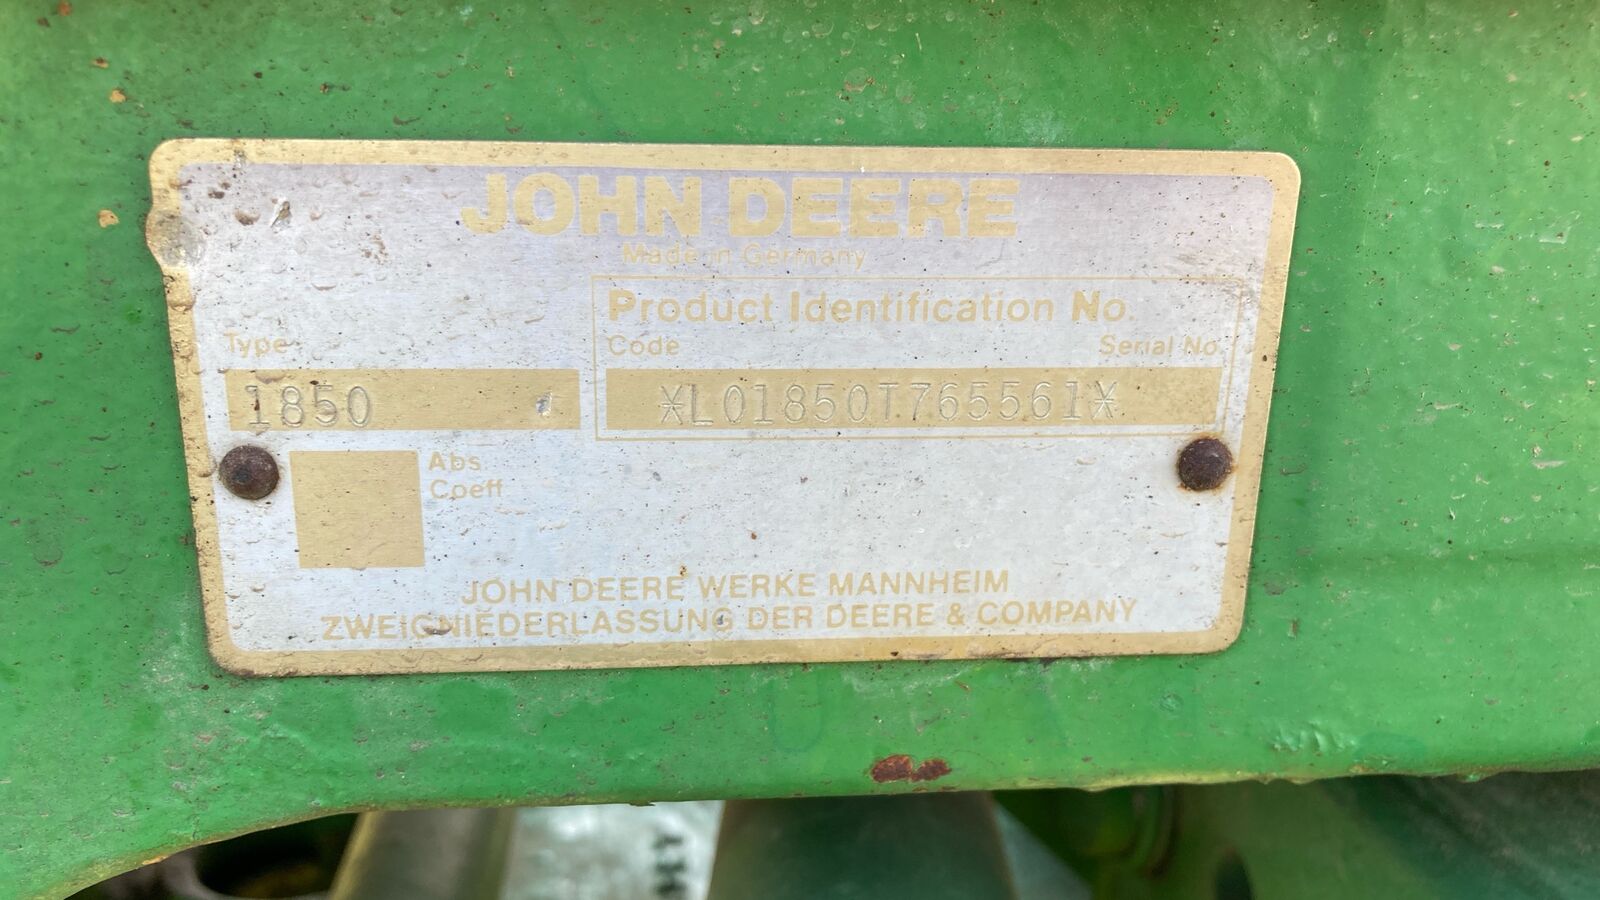 JOHN DEERE
Made in Germany
Product Identification No.
Type
Code
Serial No.
1850
*L01850T765561*
Abs
Coeff
JOHN DEERE WERKE MANNHEIM
ZWEIGNIEDERLASSUNG DER DEERE & COMPANY